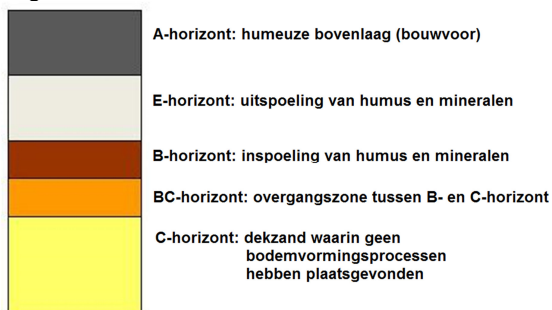 A-horizont: humeuze bovenlaag (bouwvoor)
E-horizont: uitspoeling van humus en mineralen
B-horizont: inspoeling van humus en mineralen
BC-horizont: overgangszone tussen B- en C-horizont
C-horizont: dekzand waarin geen
bodemvormingsprocessen
hebben plaatsgevonden